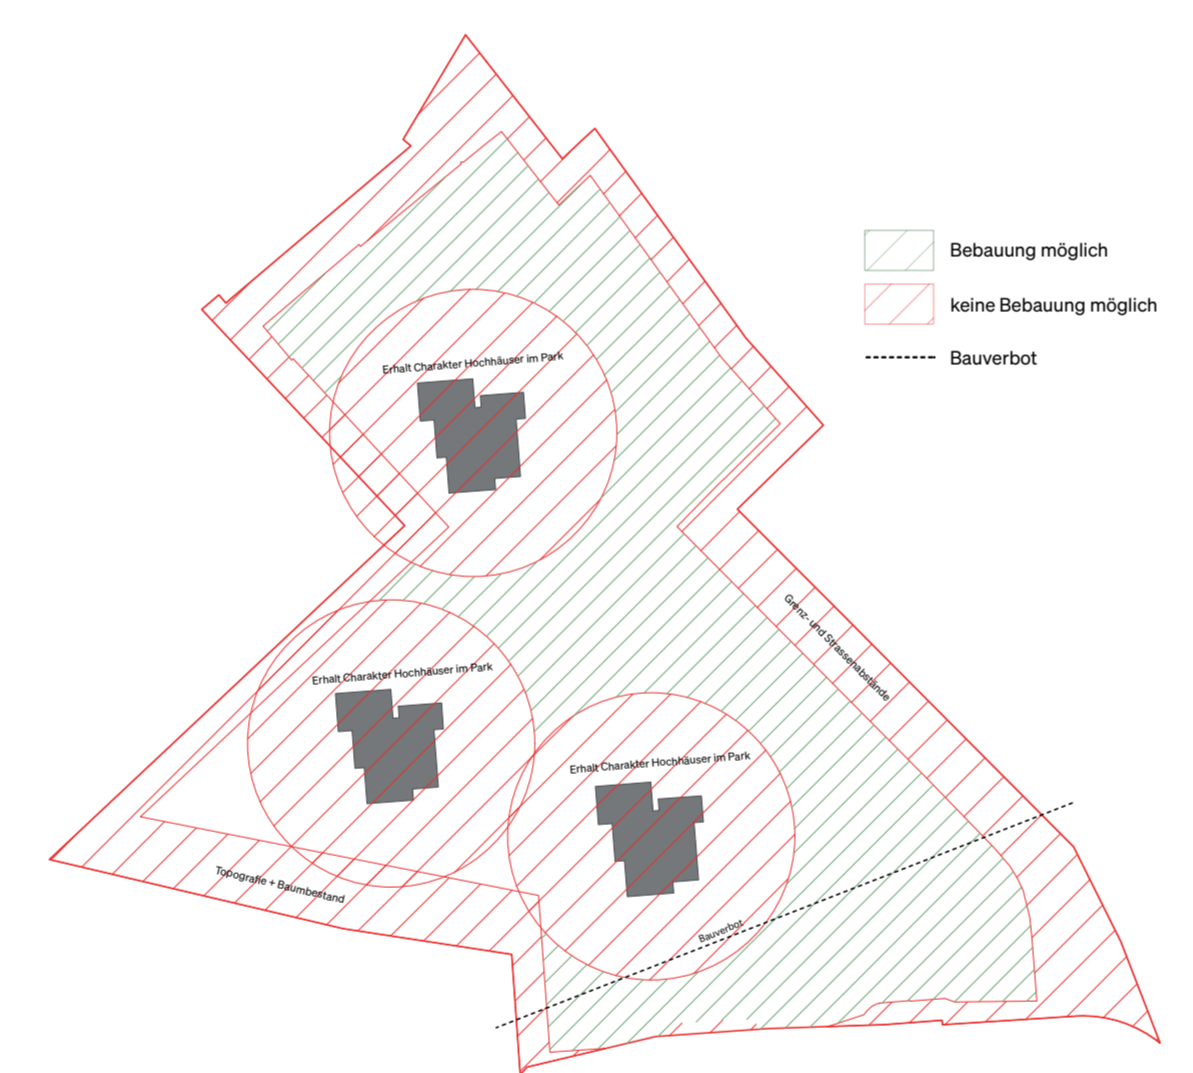 Bebauung möglich
keine Bebauung möglich
Bauverbot
Erhalt Charakter Hochhäuser im Park
Grenz- und Strassenabstände
Erhalt Charakter Hochhäuser im Park
Erhalt Charakter Hochhäuser im Park
Topografie + Baumbestand
Bauverbot